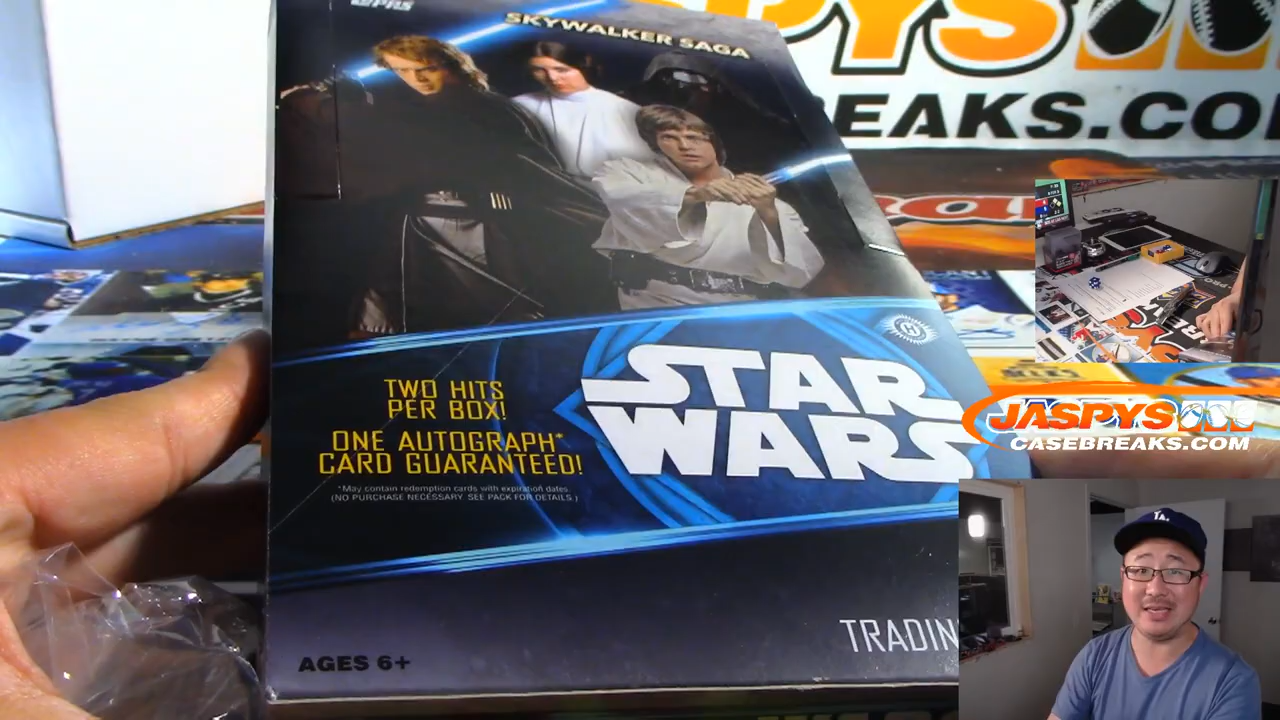 SKYWALKER SAGA
TWO HITS
PER BOX!
ONE AUTOGRAPH*
CARD GUARANTEED!
*May contain redemption cards with expiration dates.
(NO PURCHASE NECESSARY. SEE PACK FOR DETAILS.)
STAR
WARS
H
AGES 6+
TRADIN
EAKS.CO
JASPYS
CASEBREAKS.COM
LA